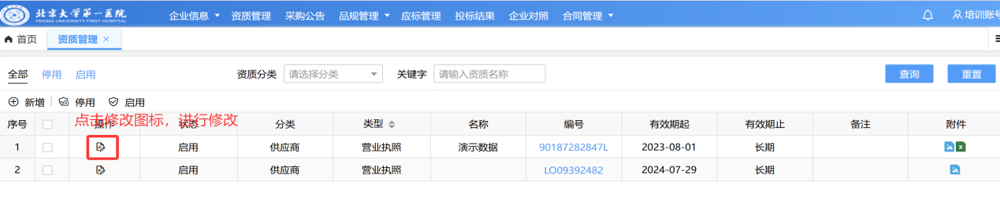 北京大学第一医院 企业信息 资质管理 采购公告 品规管理 应标管理 投标结果 企业对照 合同管理 培训账号
PEKING UNIVERSITY FIRST HOSPITAL
首页 资质管理 ×
全部 停用 启用 资质分类 请选择分类 关键字 请输入资质名称 查询 重置
新增 停用 启用
点击修改图标，进行修改
序号 操作 状态 分类 类型 名称 编号 有效期起 有效期止 备注 附件
1 启用 供应商 营业执照 演示数据 90187282847L 2023-08-01 长期
2 启用 供应商 营业执照 LO09392482 2024-07-29 长期